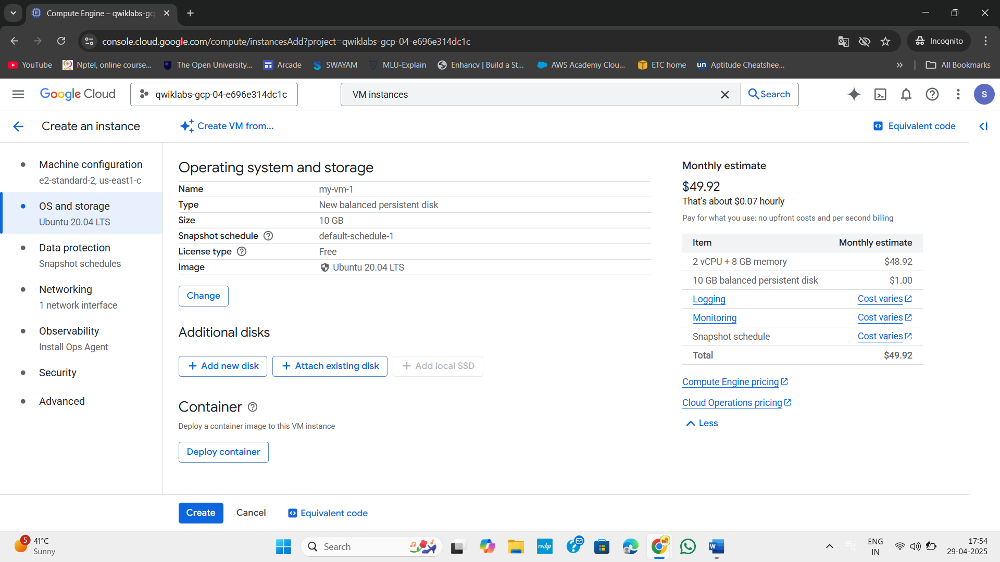 Compute Engine – qwiklabs-gc
console.cloud.google.com/compute/instancesAdd?project=qwiklabs-gcp-04-e696e314dc1c
Incognito
YouTube
Nptel, online course...
The Open University...
Arcade
SWAYAM
MLU-Explain
Enhancv | Build a St...
AWS Academy Clou...
ETC home
un
Aptitude Cheatshee...
All Bookmarks
Google Cloud
qwiklabs-gcp-04-e696e314dc1c
VM instances
Search
S
Create an instance
Create VM from...
Equivalent code
Machine configuration
e2-standard-2, us-east1-c
OS and storage
Ubuntu 20.04 LTS
Data protection
Snapshot schedules
Networking
1 network interface
Observability
Install Ops Agent
Security
Advanced
Operating system and storage
Name my-vm-1
Type New balanced persistent disk
Size 10 GB
Snapshot schedule default-schedule-1
License type Free
Image Ubuntu 20.04 LTS
Change
Additional disks
+ Add new disk
+ Attach existing disk
+ Add local SSD
Container
Deploy a container image to this VM instance
Deploy container
Monthly estimate
$49.92
That's about $0.07 hourly
Pay for what you use: no upfront costs and per second billing
Item Monthly estimate
2 vCPU + 8 GB memory $48.92
10 GB balanced persistent disk $1.00
Logging Cost varies
Monitoring Cost varies
Snapshot schedule Cost varies
Total $49.92
Compute Engine pricing
Cloud Operations pricing
Less
Create
Cancel
Equivalent code
5
41°C
Sunny
Search
myhp
W
ENG
IN
17:54
29-04-2025